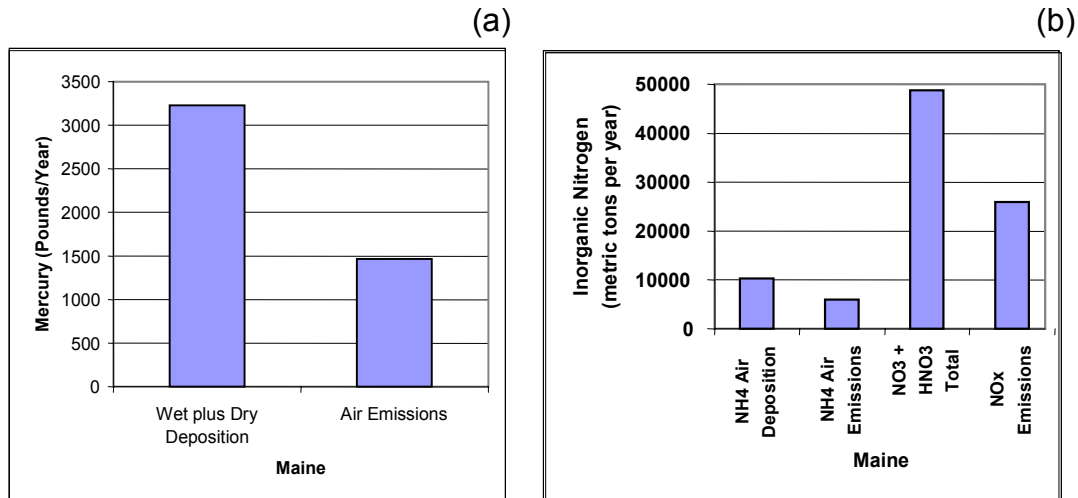 (a)
Mercury (Pounds/Year)
3500
3000
2500
2000
1500
1000
500
0
Wet plus Dry
Deposition
Air Emissions
Maine
(b)
Inorganic Nitrogen
(metric tons per year)
50000
40000
30000
20000
10000
0
NH4 Air
Deposition
NH4 Air
Emissions
NO3 +
HNO3
Total
NOx
Emissions
Maine